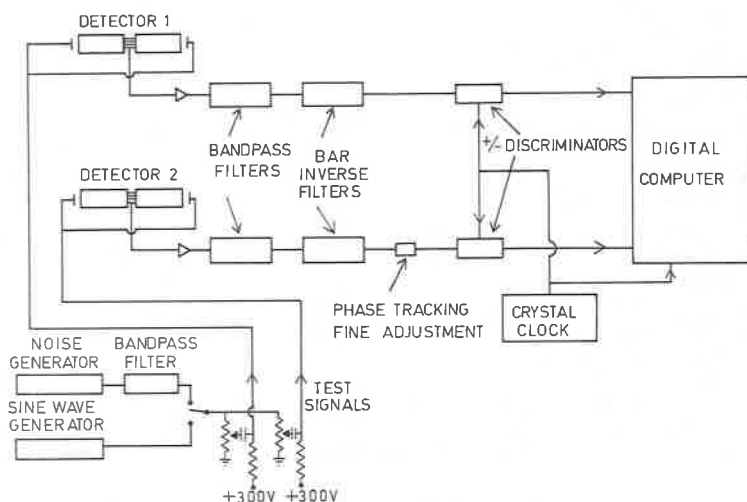 DETECTOR 1
BANDPASS
FILTERS
BAR
INVERSE
FILTERS
+/- DISCRIMINATORS
DIGITAL
COMPUTER
DETECTOR 2
PHASE TRACKING
FINE ADJUSTMENT
CRYSTAL
CLOCK
NOISE
GENERATOR
BANDPASS
FILTER
SINE WAVE
GENERATOR
TEST
SIGNALS
+300V +300V